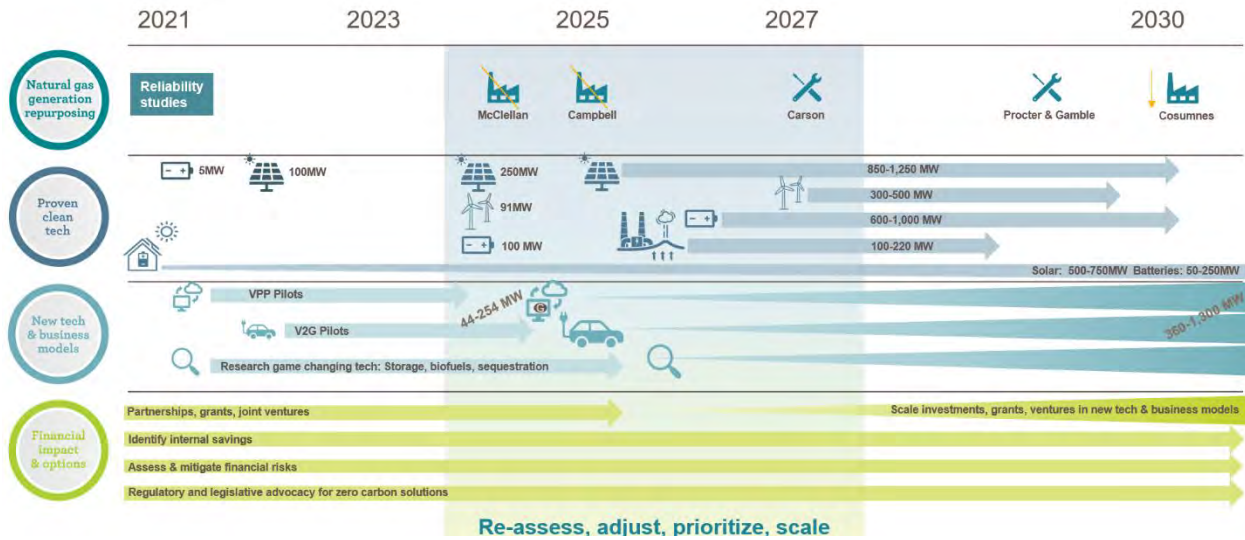 2021 2023 2025 2027 2030
Natural gas
generation
repurposing
Reliability
studies
McClellan
Campbell
Carson
Procter & Gamble
Cosumnes
Proven
clean
tech
5MW
100MW
250MW
850-1,250 MW
91MW
300-500 MW
600-1,000 MW
100 MW
100-220 MW
Solar: 500-750MW Batteries: 50-250MW
New tech
& business
models
VPP Pilots
44-254 MW
G
360-1,300 MW
V2G Pilots
Research game changing tech: Storage, biofuels, sequestration
Financial
impact
& options
Partnerships, grants, joint ventures
Scale investments, grants, ventures in new tech & business models
Identify internal savings
Assess & mitigate financial risks
Regulatory and legislative advocacy for zero carbon solutions
Re-assess, adjust, prioritize, scale